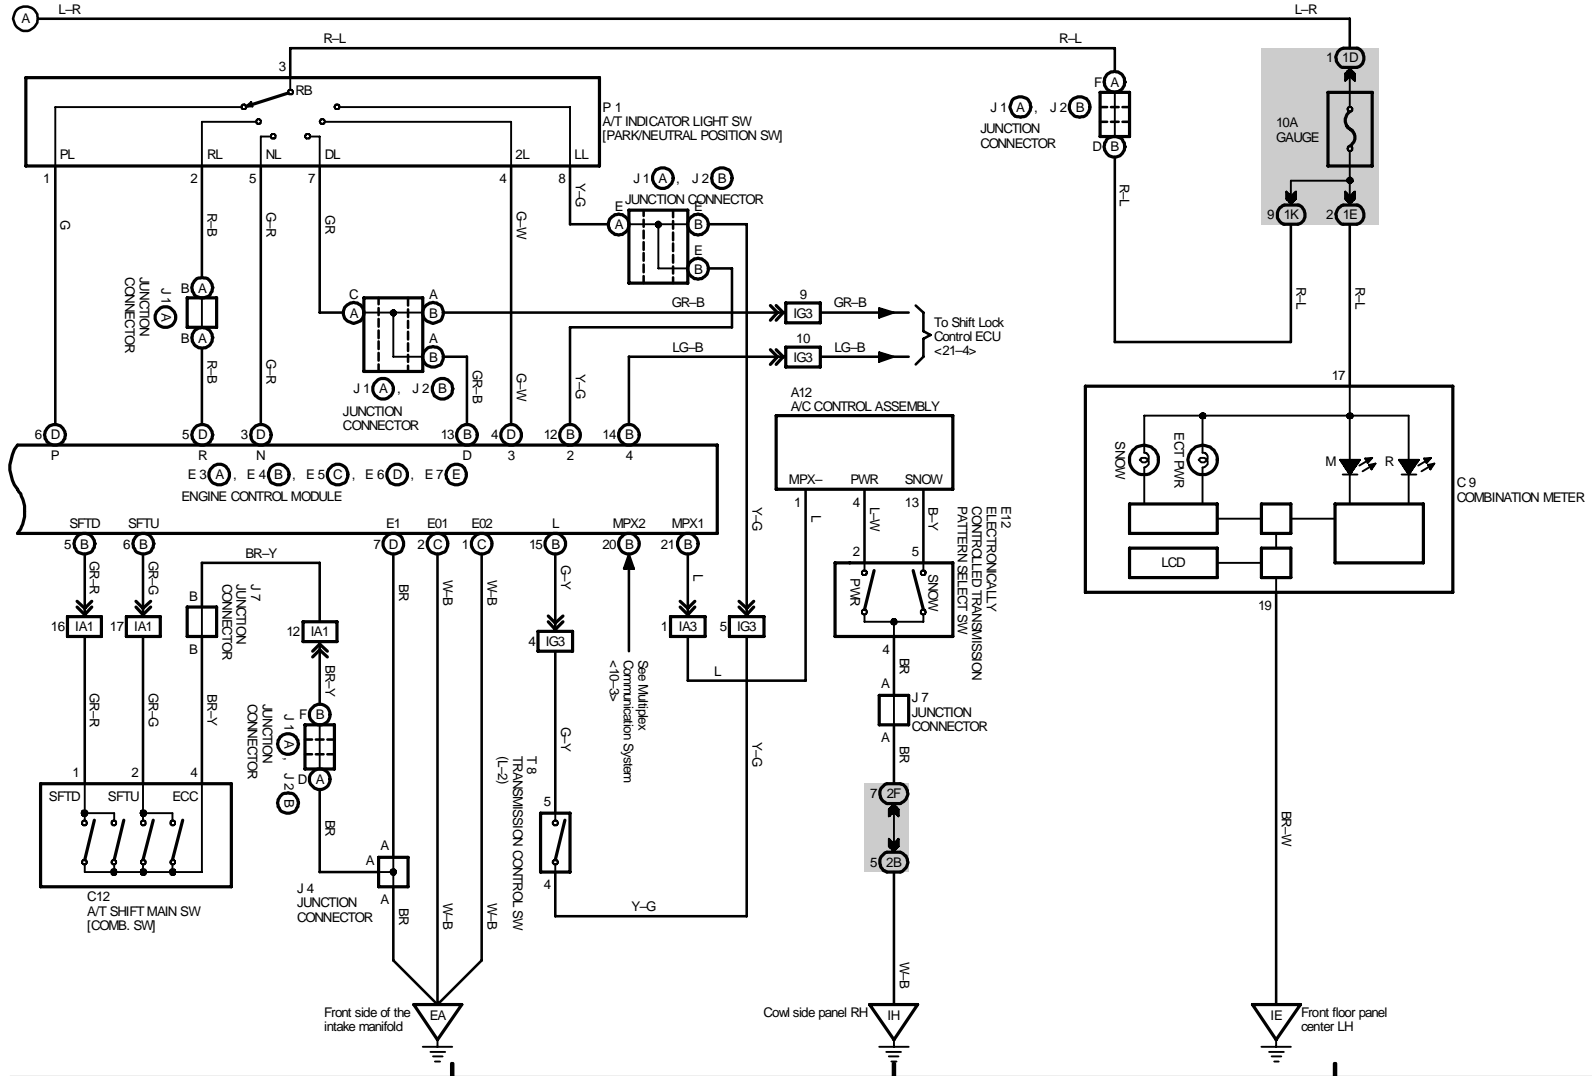 A L–R L–R
R–L R–L
3
RB
1 1D
F A
J 1 A , J 2 B
JUNCTION
CONNECTOR
D B
10A
GAUGE
P 1
A/T INDICATOR LIGHT SW
[PARK/NEUTRAL POSITION SW]
PL RL NL DL 2L LL
1 2 5 7 4 8
J 1 A , J 2 B
JUNCTION CONNECTOR
E A E B
E B
9 1K 2 1E
G R–B G–R GR G–W Y–G
R–L
J 1 A
JUNCTION
CONNECTOR
B A
B A
C A A B
A B
J 1 A , J 2 B
JUNCTION
CONNECTOR
R–B G–R GR–B G–W Y–G
GR–B 9 IG3 GR–B
LG–B 10 IG3 LG–B
To Shift Lock
Control ECU
<21–4>
R–L R–L
17
6 D 5 D 3 D 13 B 4 D 12 B 14 B
P R N D 3 2 4
E 3 A , E 4 B , E 5 C , E 6 D , E 7 E
ENGINE CONTROL MODULE
SFTD SFTU E1 E01 E02 L MPX2 MPX1
5 B 6 B 7 D 2 C 1 C 15 B 20 B 21 B
A12
A/C CONTROL ASSEMBLY
MPX– PWR SNOW
1 4 13
L L–W B–Y
2 5
PWR SNOW
E12
ELECTRONICALLY
CONTROLLED TRANSMISSION
PATTERN SELECT SW
4
SNOW ECT PWR M R
LCD
C 9
COMBINATION METER
19
GR–R GR–G BR–Y BR W–B W–B G–Y L Y–G
16 IA1 17 IA1
B
B
J 7
JUNCTION
CONNECTOR
12 IA1
4 IG3 1 IA3 5 IG3
L
See Multiplex
Communication System
<10–3>
GR–R GR–G BR–Y BR–Y
F B
D A
J 1 A , J 2 B
JUNCTION
CONNECTOR
BR
1 2 4
SFTD SFTU ECC
C12
A/T SHIFT MAIN SW
[COMB. SW]
A
A
A
J 4
JUNCTION
CONNECTOR
BR W–B W–B
G–Y
5
4
T 8
TRANSMISSION CONTROL SW
(L–2)
Y–G
Y–G
BR
A
J 7
JUNCTION
CONNECTOR
A
BR
7 2F
5 2B
W–B
BR–W
Front side of the
intake manifold
EA
Cowl side panel RH
IH
IE
Front floor panel
center LH